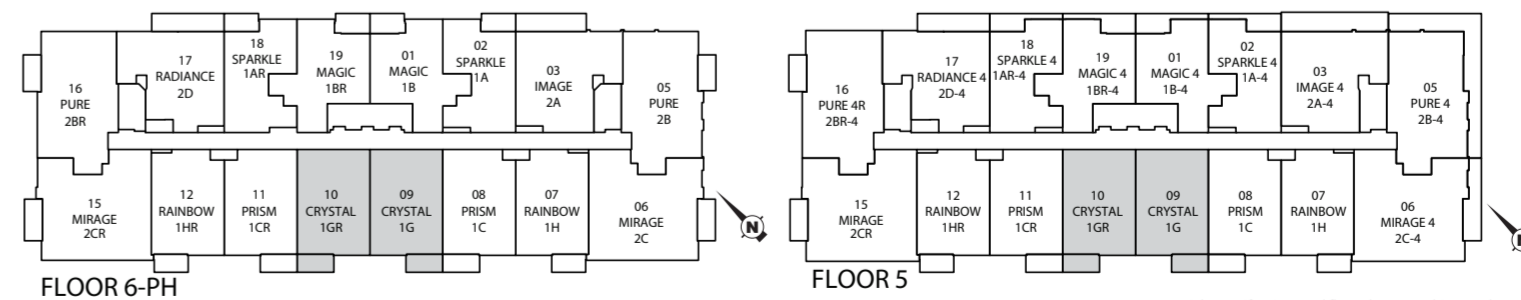 16
PURE
2BR
17
RADIANCE
2D
18
SPARKLE
1AR
19
MAGIC
1BR
01
MAGIC
1B
02
SPARKLE
1A
03
IMAGE
2A
05
PURE
2B
15
MIRAGE
2CR
12
RAINBOW
1HR
11
PRISM
1CR
10
CRYSTAL
1GR
09
CRYSTAL
1G
08
PRISM
1C
07
RAINBOW
1H
06
MIRAGE
2C
N
FLOOR 6-PH
16
PURE 4R
2BR-4
17
RADIANCE 4
2D-4
18
SPARKLE 4
1AR-4
19
MAGIC 4
1BR-4
01
MAGIC 4
1B-4
02
SPARKLE 4
1A-4
03
IMAGE 4
2A-4
05
PURE 4
2B-4
15
MIRAGE
2CR
12
RAINBOW
1HR
11
PRISM
1CR
10
CRYSTAL
1GR
09
CRYSTAL
1G
08
PRISM
1C
07
RAINBOW
1H
06
MIRAGE 4
2C-4
FLOOR 5